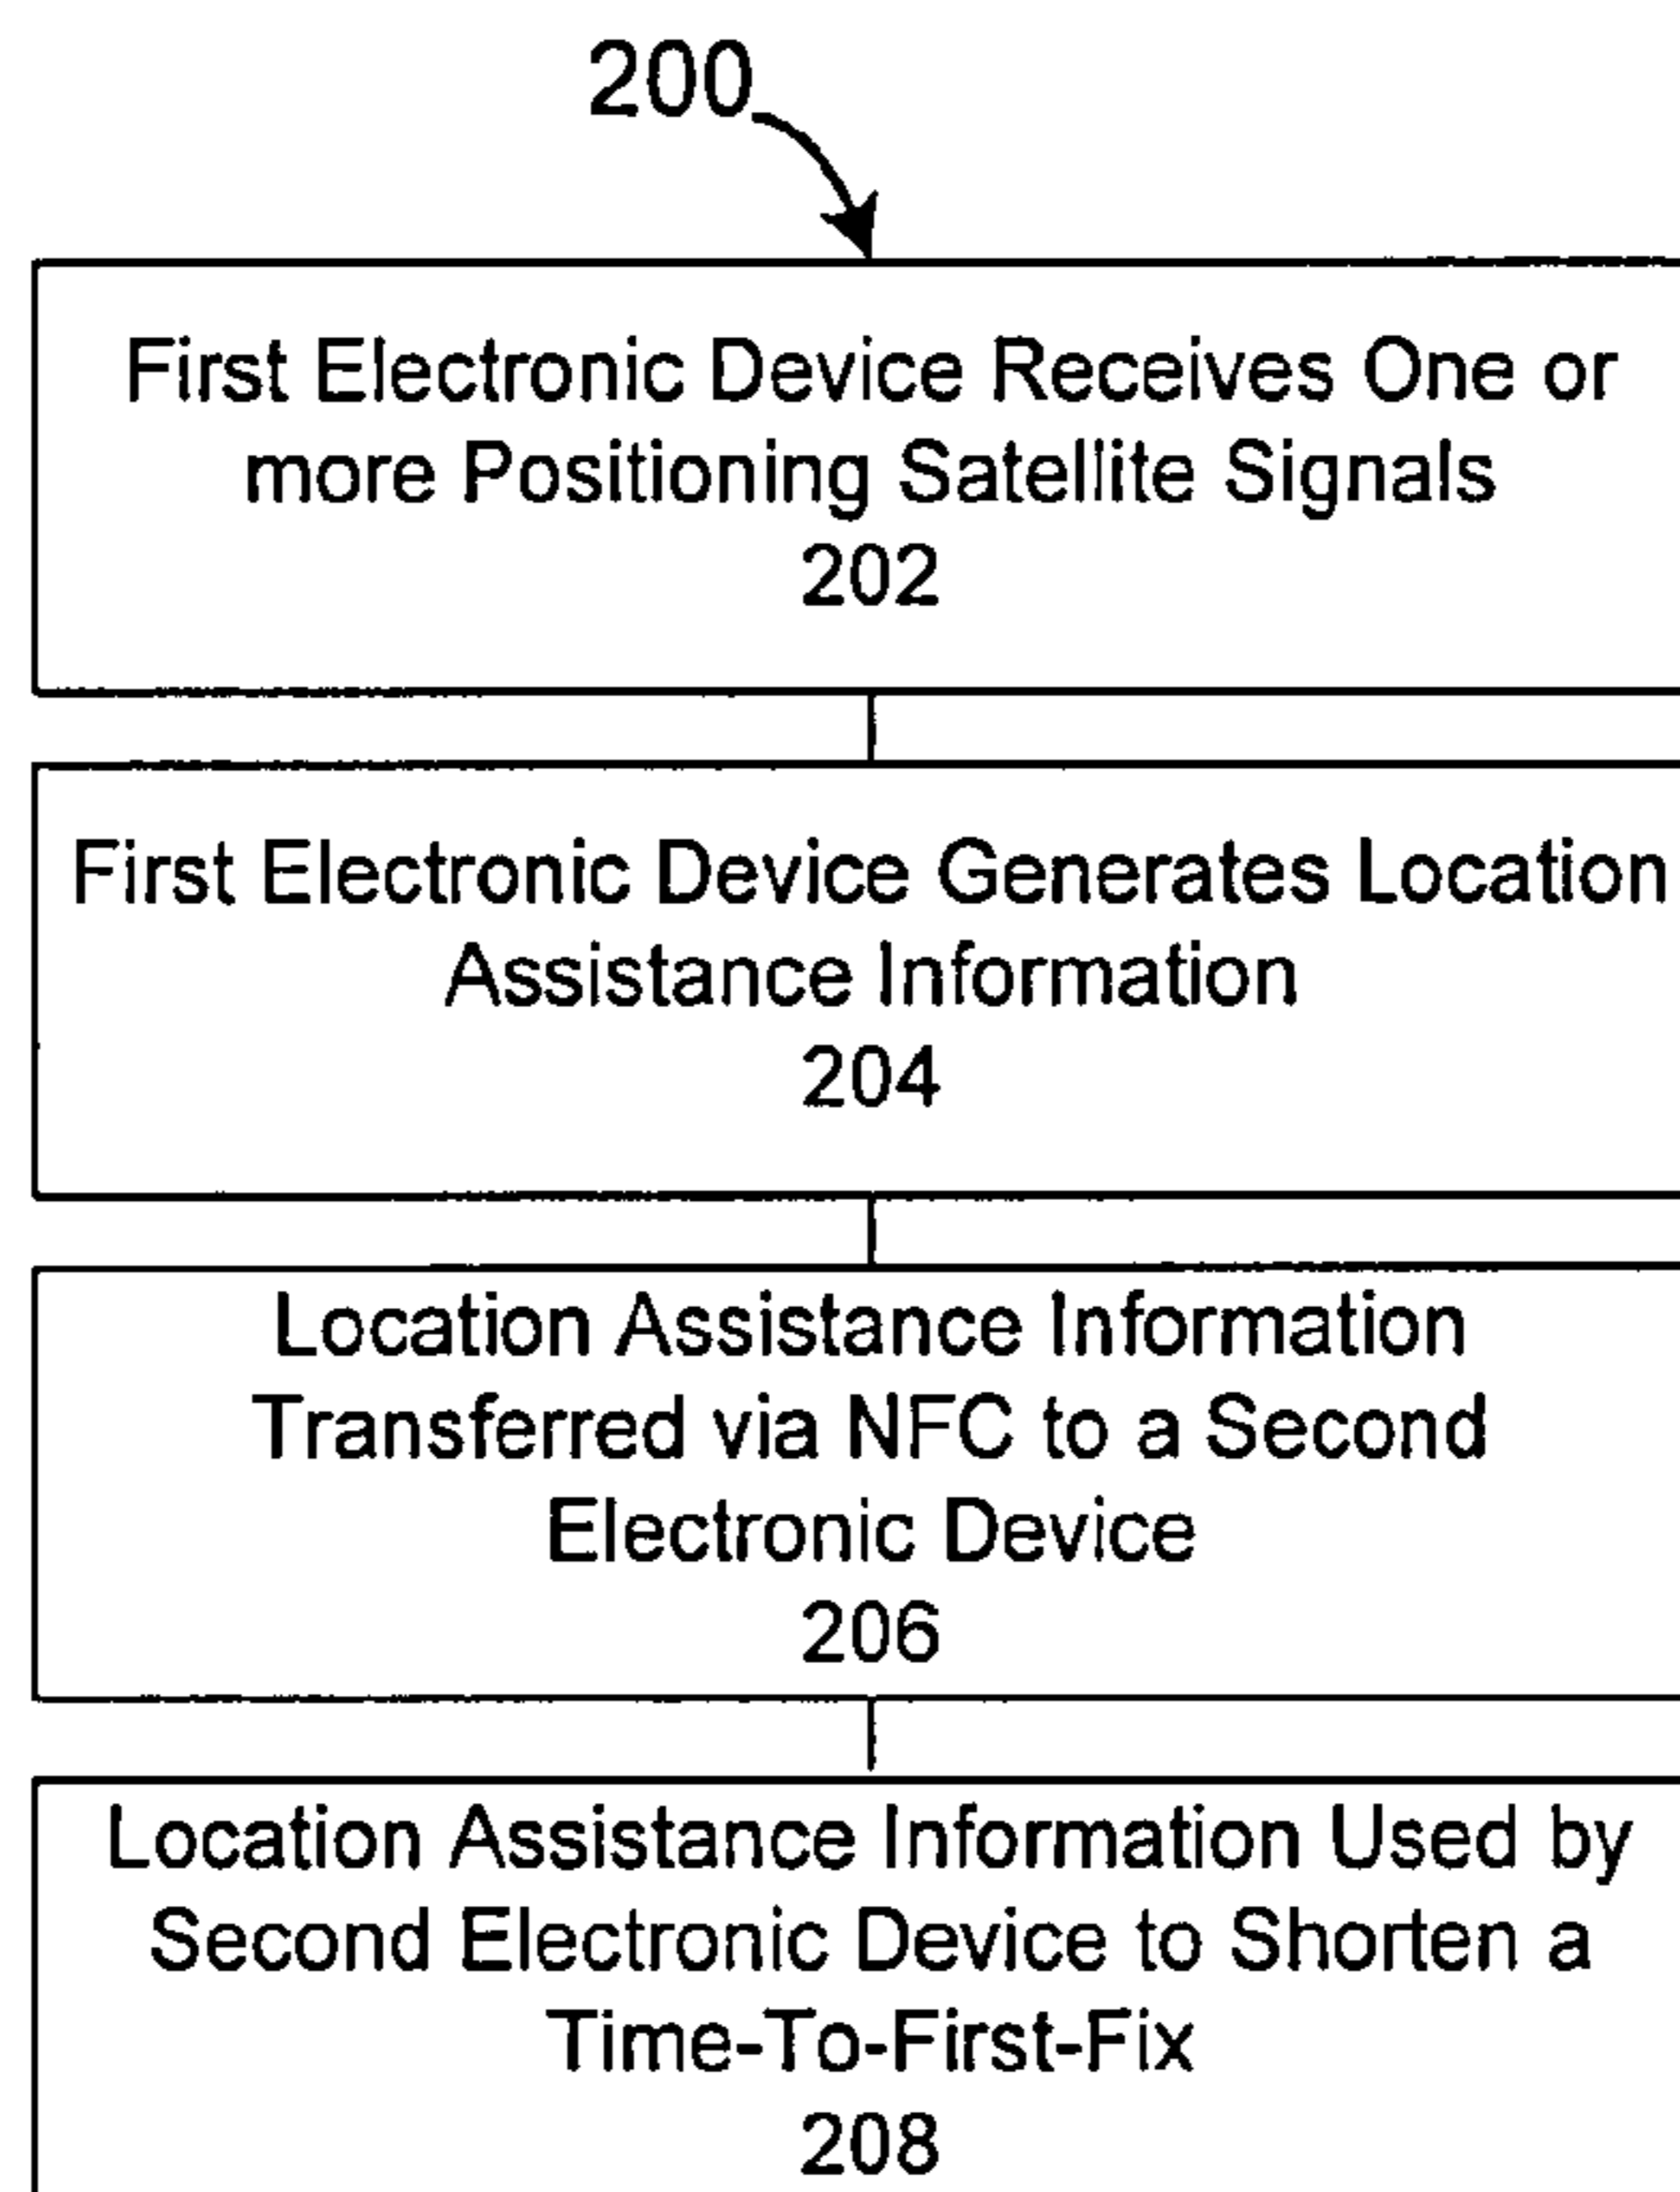 200
First Electronic Device Receives One or
more Positioning Satellite Signals
202
First Electronic Device Generates Location
Assistance Information
204
Location Assistance Information
Transferred via NFC to a Second
Electronic Device
206
Location Assistance Information Used by
Second Electronic Device to Shorten a
Time-To-First-Fix
208